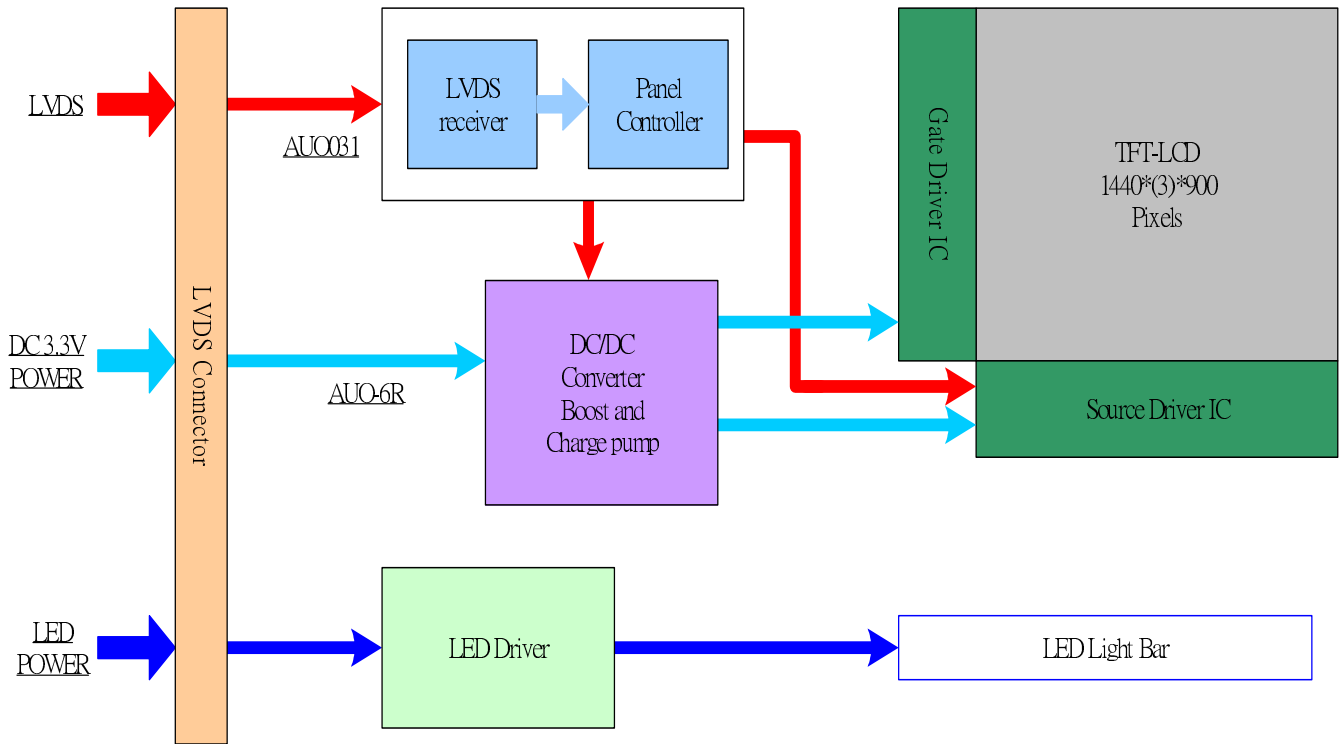 LVDS
AUO031
LVDS
receiver
Panel
Controller
Gate Driver IC
TFT-LCD
1440*(3)*900
Pixels
LVDS Connector
DC 3.3V
POWER
AUO-6R
DC/DC
Converter
Boost and
Charge pump
Source Driver IC
LED
POWER
LED Driver
LED Light Bar